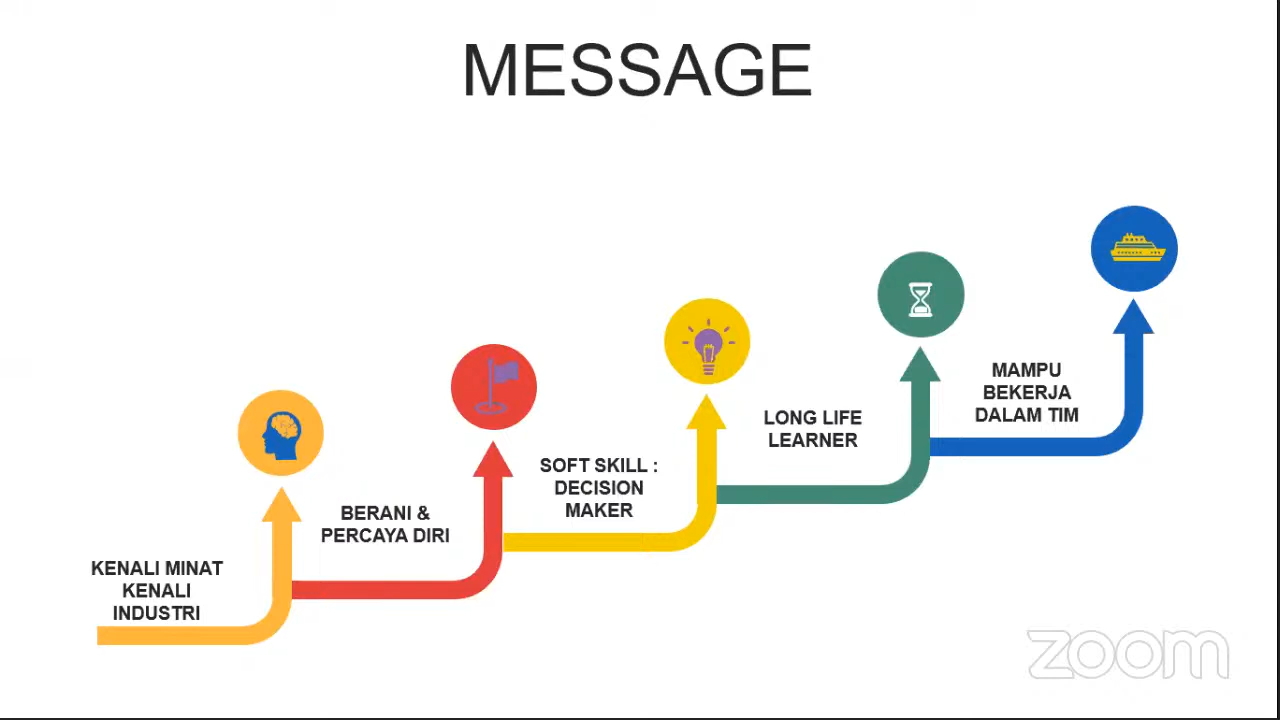 MESSAGE
KENALI MINAT
KENALI
INDUSTRI
BERANI &
PERCAYA DIRI
SOFT SKILL :
DECISION
MAKER
LONG LIFE
LEARNER
MAMPU
BEKERJA
DALAM TIM
zoom